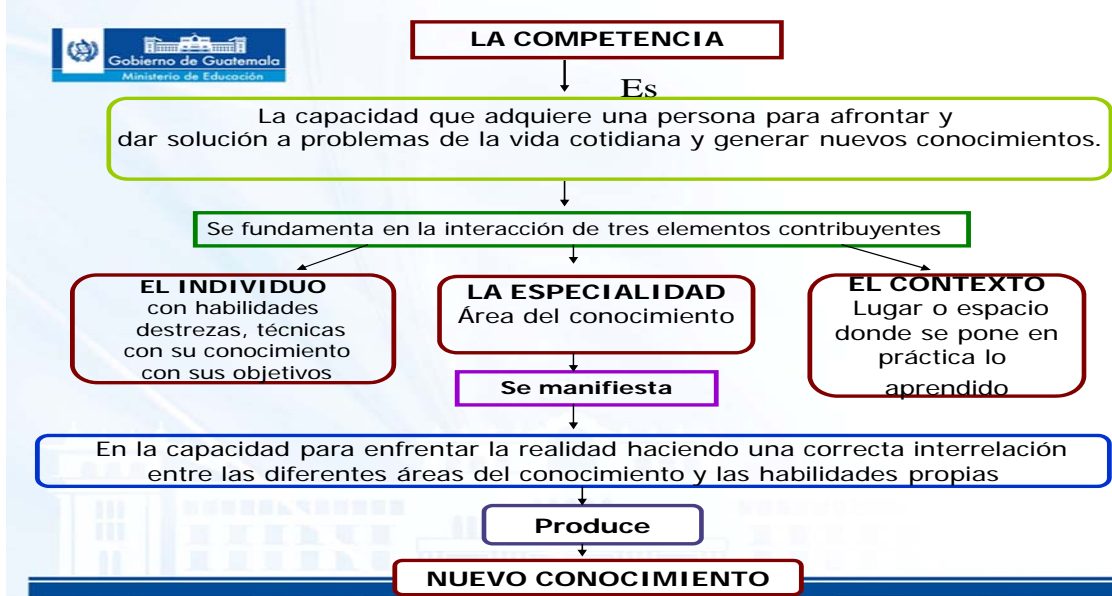 Gobierno de Guatemala
Ministerio de Educación
LA COMPETENCIA
Es
La capacidad que adquiere una persona para afrontar y
dar solución a problemas de la vida cotidiana y generar nuevos conocimientos.
Se fundamenta en la interacción de tres elementos contribuyentes
EL INDIVIDUO
con habilidades
destrezas, técnicas
con su conocimiento
con sus objetivos
LA ESPECIALIDAD
Área del conocimiento
EL CONTEXTO
Lugar o espacio
donde se pone en
práctica lo
aprendido
Se manifiesta
En la capacidad para enfrentar la realidad haciendo una correcta interrelación
entre las diferentes áreas del conocimiento y las habilidades propias
Produce
NUEVO CONOCIMIENTO